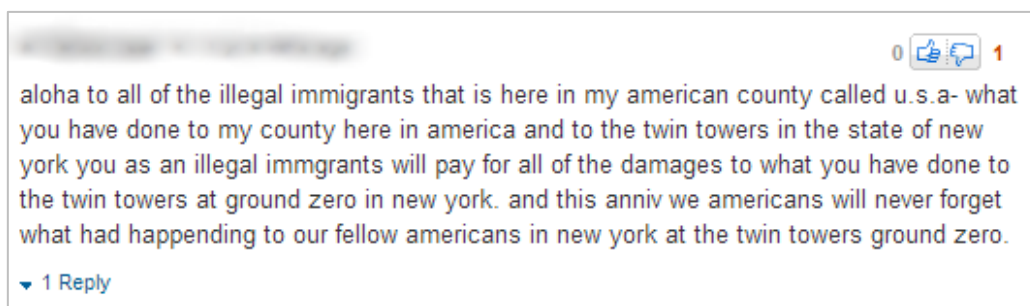 0 1
aloha to all of the illegal immigrants that is here in my american county called u.s.a- what
you have done to my county here in america and to the twin towers in the state of new
york you as an illegal immgrants will pay for all of the damages to what you have done to
the twin towers at ground zero in new york. and this anniv we americans will never forget
what had happending to our fellow americans in new york at the twin towers ground zero.
1 Reply